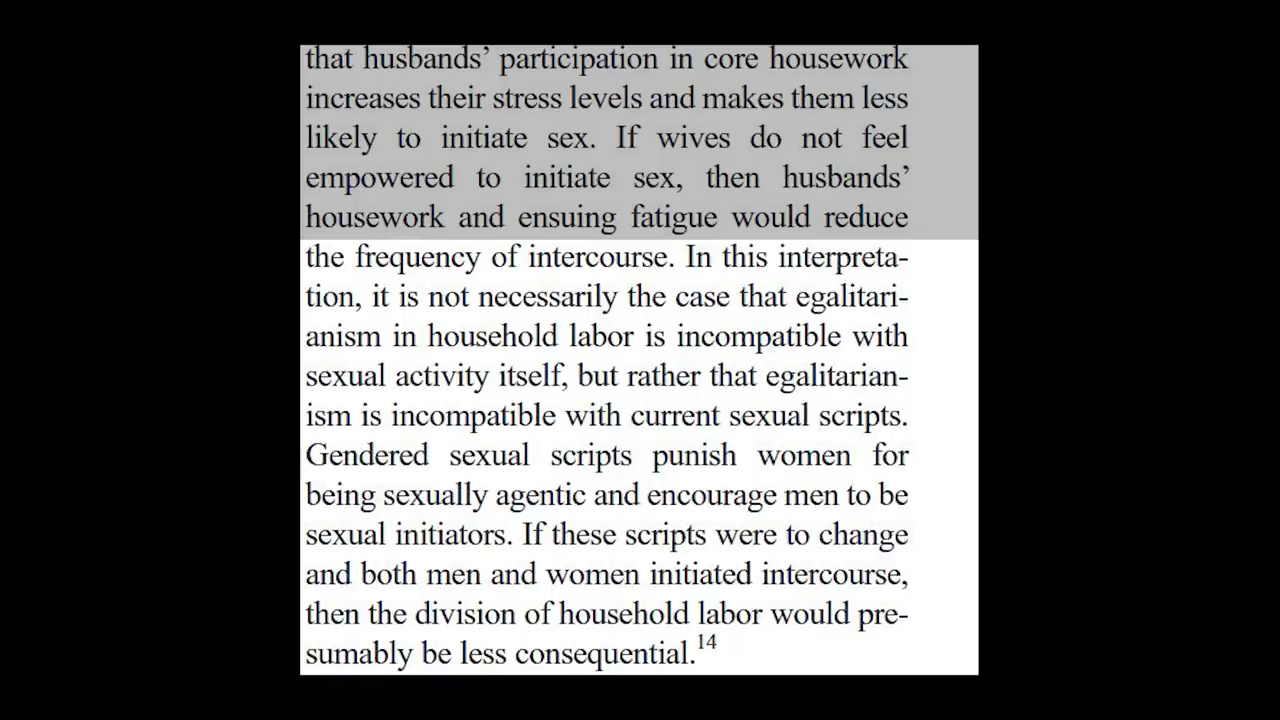 that husbands’ participation in core housework
increases their stress levels and makes them less
likely to initiate sex. If wives do not feel
empowered to initiate sex, then husbands’
housework and ensuing fatigue would reduce
the frequency of intercourse. In this interpreta-
tion, it is not necessarily the case that egalitari-
anism in household labor is incompatible with
sexual activity itself, but rather that egalitarian-
ism is incompatible with current sexual scripts.
Gendered sexual scripts punish women for
being sexually agentic and encourage men to be
sexual initiators. If these scripts were to change
and both men and women initiated intercourse,
then the division of household labor would pre-
sumably be less consequential.14